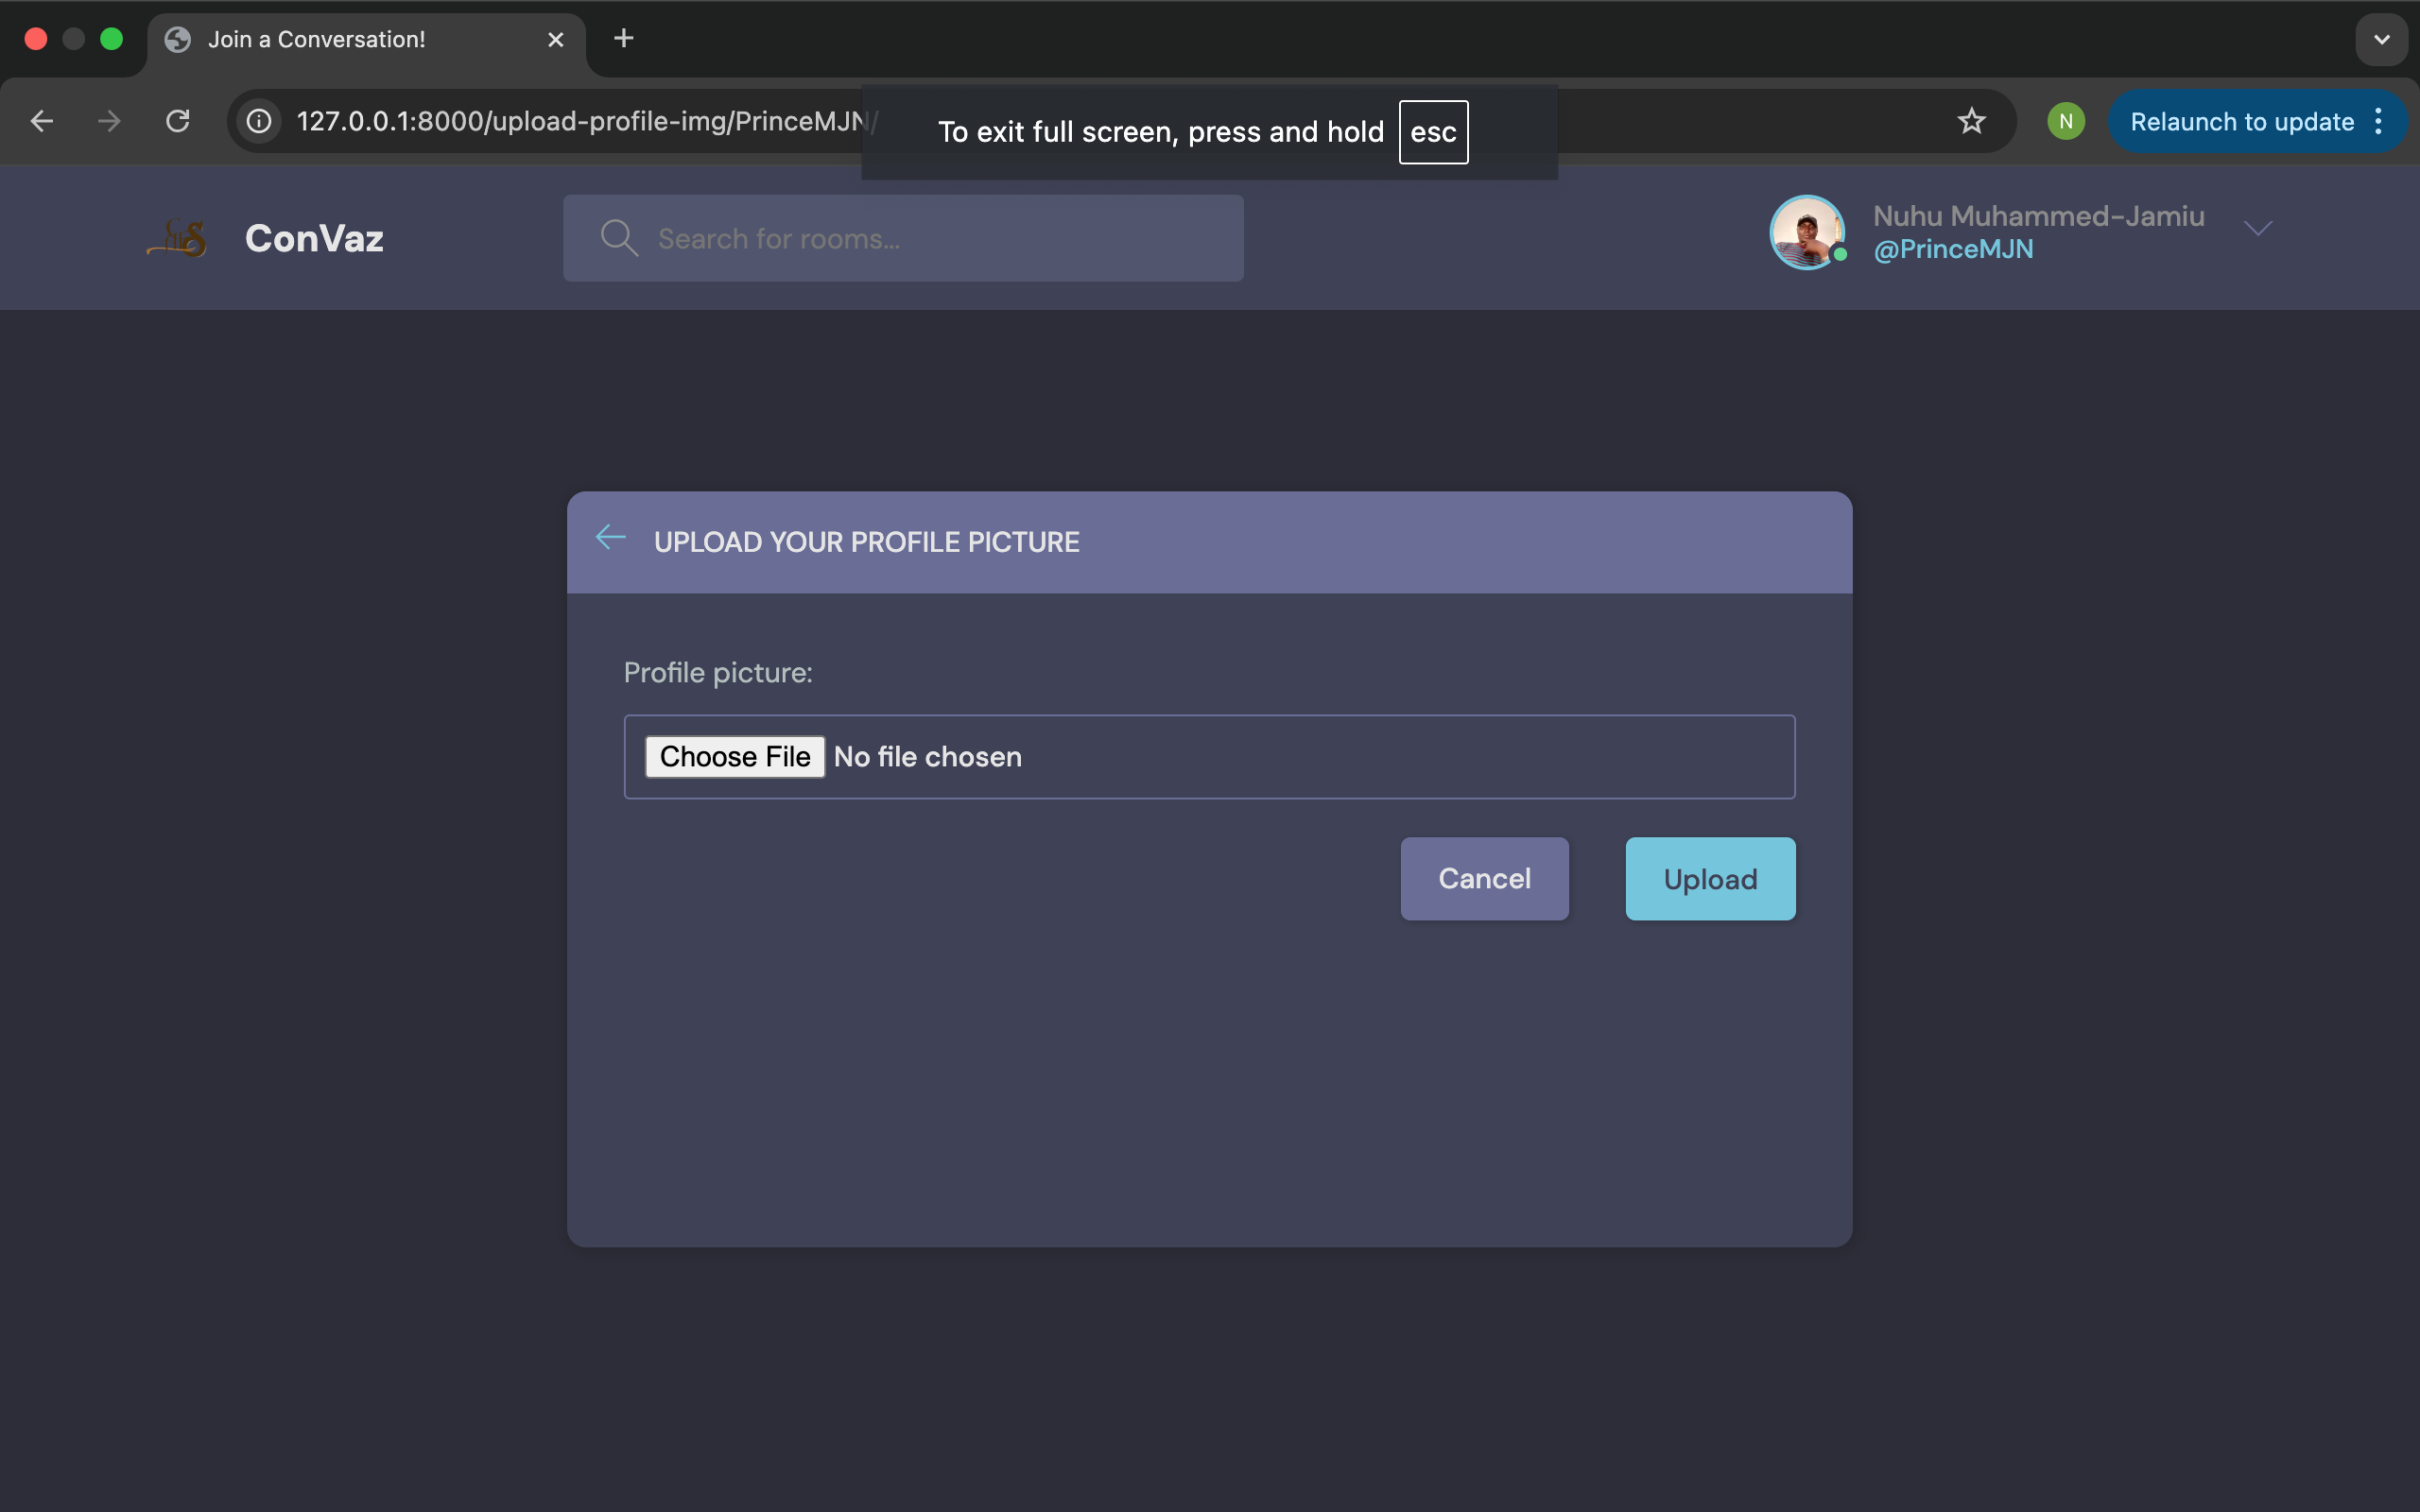 Join a Conversation!
127.0.0.1:8000/upload-profile-img/PrinceMJN/
To exit full screen, press and hold esc
N
Relaunch to update
ConVaz
Search for rooms...
Nuhu Muhammed-Jamiu
@PrinceMJN
UPLOAD YOUR PROFILE PICTURE
Profile picture:
Choose File No file chosen
Cancel
Upload